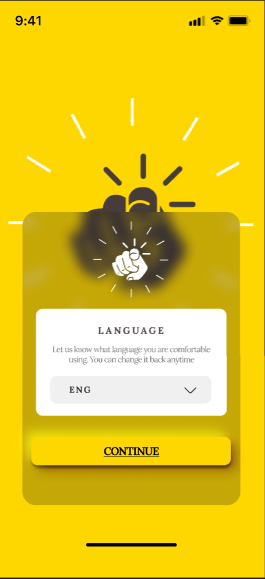 9:41
LANGUAGE
Let us know what language you are comfortable
using. You can change it back anytime
ENG
CONTINUE